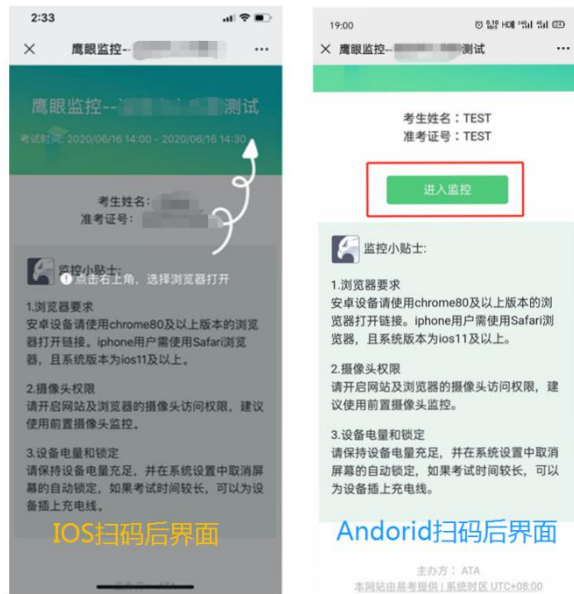 2:33
鹰眼监控--
鹰眼监控--
测试
考试时间: 2020/06/16 14:00 - 2020/06/16 14:30
考生姓名:
准考证号:
监控小贴士:
点击右上角，选择浏览器打开
1.浏览器要求
安卓设备请使用chrome80及以上版本的浏览
器打开链接。iphone用户需使用Safari浏览
器，且系统版本为ios11及以上。
2.摄像头权限
请开启网站及浏览器的摄像头访问权限，建议
使用前置摄像头监控。
3.设备电量和锁定
请保持设备电量充足，并在系统设置中取消屏
幕的自动锁定，如果考试时间较长，可以为设
备插上充电线。
IOS扫码后界面
19:00
鹰眼监控--
测试
考生姓名：TEST
准考证号：TEST
进入监控
监控小贴士:
1.浏览器要求
安卓设备请使用chrome80及以上版本的浏
览器打开链接。iphone用户需使用Safari浏
览器，且系统版本为ios11及以上。
2.摄像头权限
请开启网站及浏览器的摄像头访问权限，建
议使用前置摄像头监控。
3.设备电量和锁定
请保持设备电量充足，并在系统设置中取消
屏幕的自动锁定，如果考试时间较长，可以
为设备插上充电线。
Andorid扫码后界面
主办方： ATA
本网站由易考提供 | 系统时区 UTC+08:00